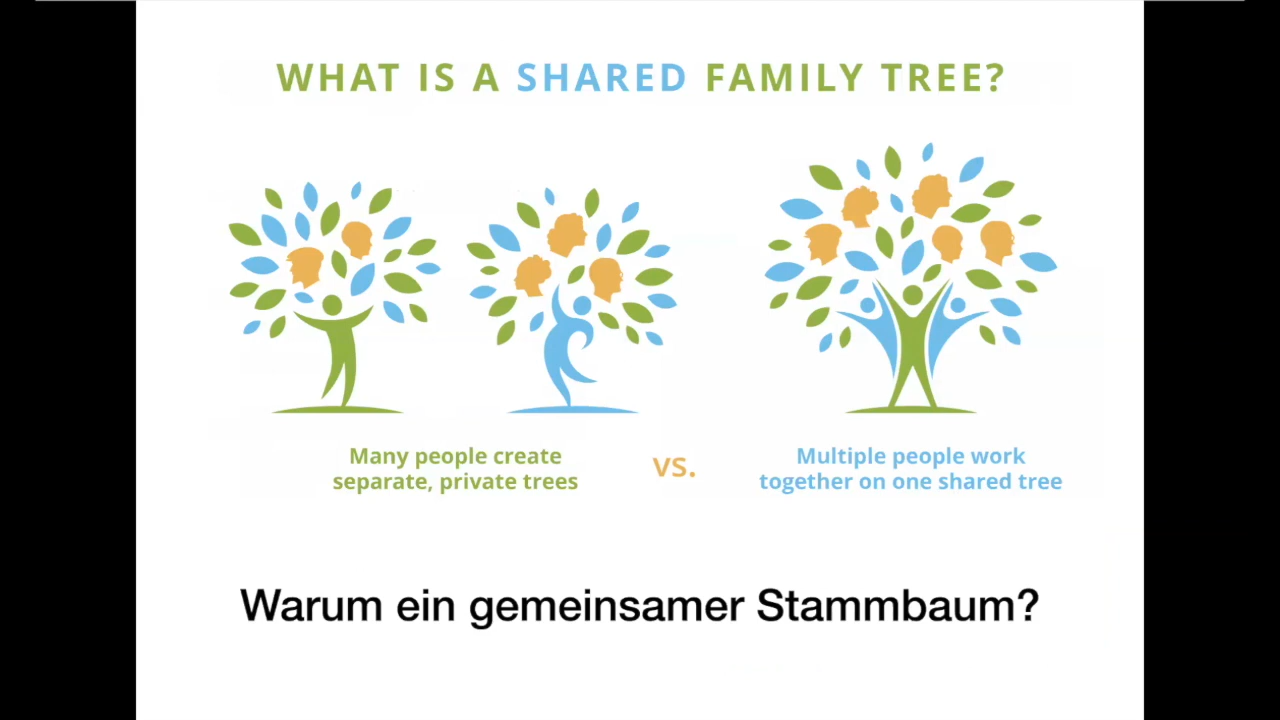 WHAT IS A SHARED FAMILY TREE?
Many people create
separate, private trees
vs.
Multiple people work
together on one shared tree
Warum ein gemeinsamer Stammbaum?